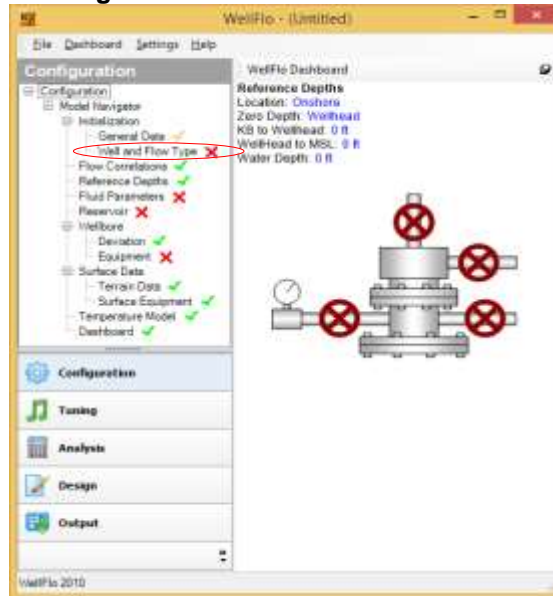 WellFlo - (Untitled)
File Dashboard Settings Help
Configuration
WellFlo Dashboard
Configuration
Model Navigator
Initialization
General Data
Well and Flow Type
Flow Correlations
Reference Depths
Fluid Parameters
Reservoir
Wellbore
Deviation
Equipment
Surface Data
Terrain Data
Surface Equipment
Temperature Model
Dashboard
Reference Depths
Location: Onshore
Zero Depth: Wellhead
KB to Wellhead: 0 ft
WellHead to MSL: 0 ft
Water Depth: 0 ft
Configuration
Tuning
Analysis
Design
Output
WellFlo 2010